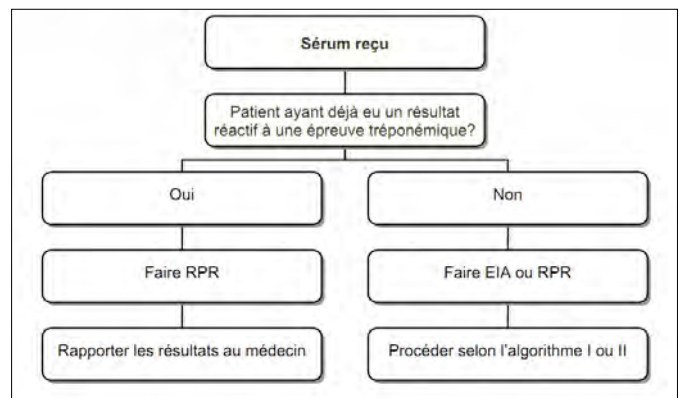 Sérum reçu
Patient ayant déjà eu un résultat
réactif à une épreuve tréponémique?
Oui
Non
Faire RPR
Faire EIA ou RPR
Rapporter les résultats au médecin
Procéder selon l'algorithme I ou II